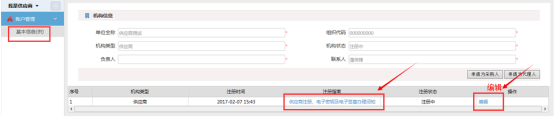 我是供应商
账户管理
基本信息(例)
机构信息
单位全称 供应商测试
组织代码 000000000
机构类型 供应商
机构状态 注册中
负责人
联系人
申请为采购人 申请为代理人
编辑
序号 机构类型 注册时间 注册提案 注册状态 操作
1 供应商 2017-02-07 15:43 供应商注册、电子密钥及电子签章办理须知 注册中 编辑